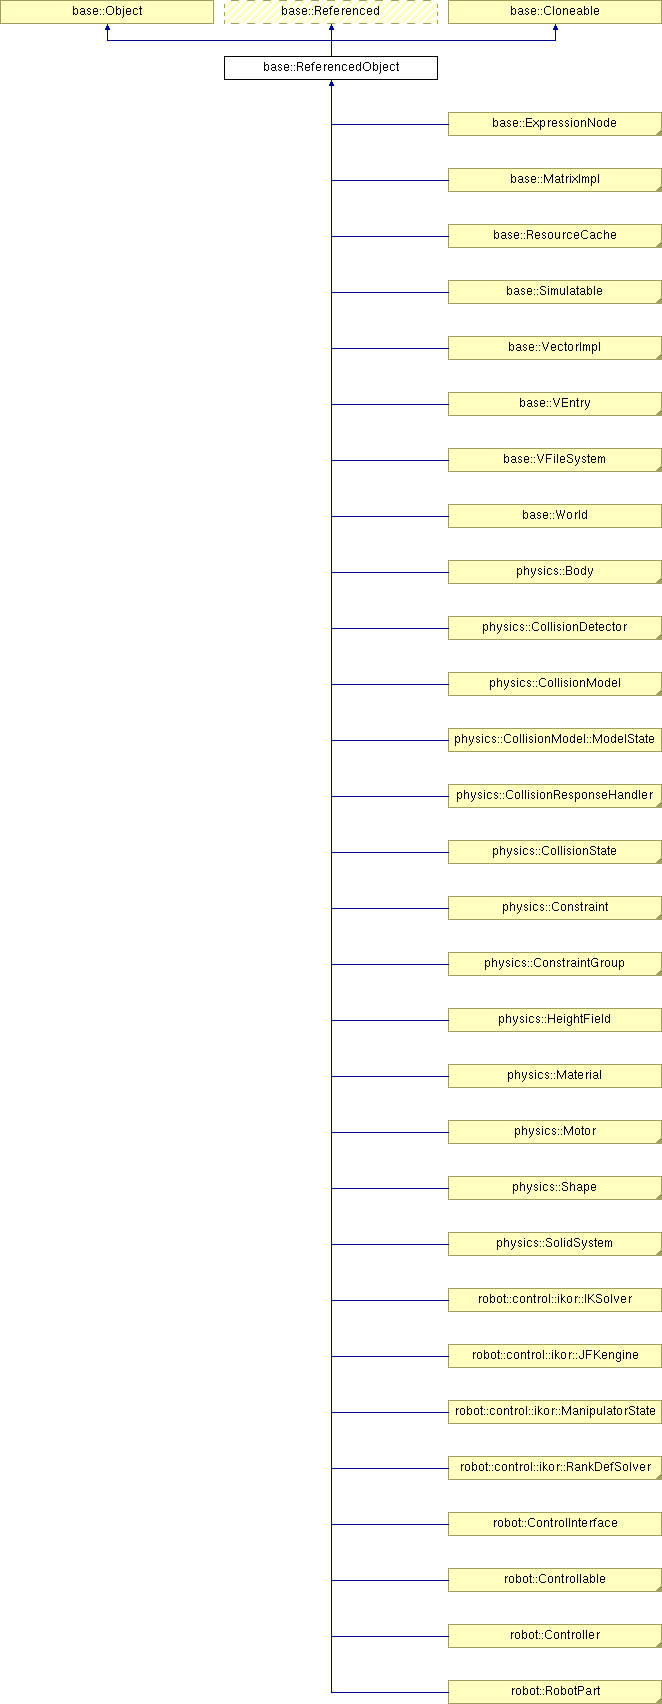 base::Object
base::Referenced
base::Cloneable
base::ReferencedObject
base::ExpressionNode
base::MatrixImpl
base::ResourceCache
base::Simulatable
base::VectorImpl
base::VEntry
base::VFileSystem
base::World
physics::Body
physics::CollisionDetector
physics::CollisionModel
physics::CollisionModel::ModelState
physics::CollisionResponseHandler
physics::CollisionState
physics::Constraint
physics::ConstraintGroup
physics::HeightField
physics::Material
physics::Motor
physics::Shape
physics::SolidSystem
robot::control::ikor::IKSolver
robot::control::ikor::JFKengine
robot::control::ikor::ManipulatorState
robot::control::ikor::RankDefSolver
robot::ControlInterface
robot::Controllable
robot::Controller
robot::RobotPart